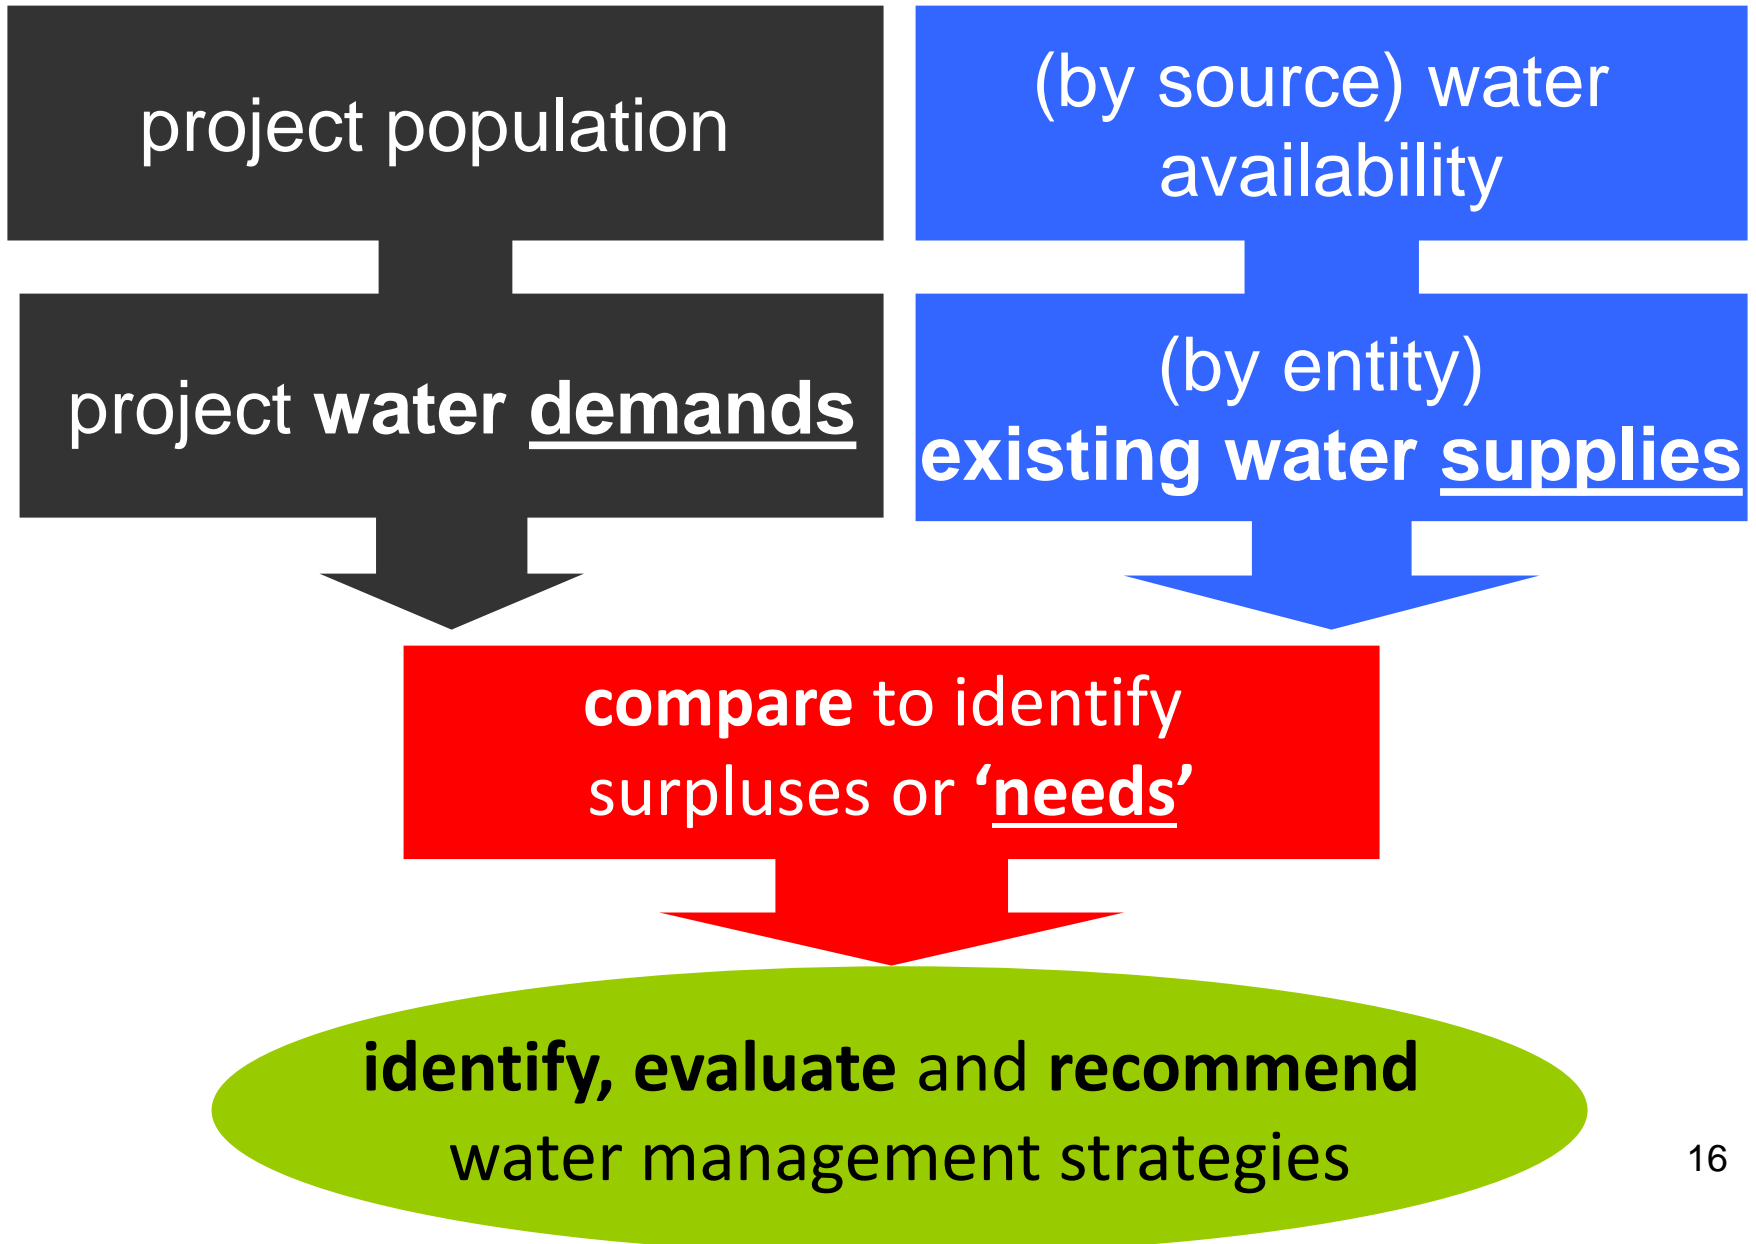 project population
(by source) water
availability
project water demands
(by entity)
existing water supplies
compare to identify
surpluses or ‘needs’
identify, evaluate and recommend
water management strategies
16